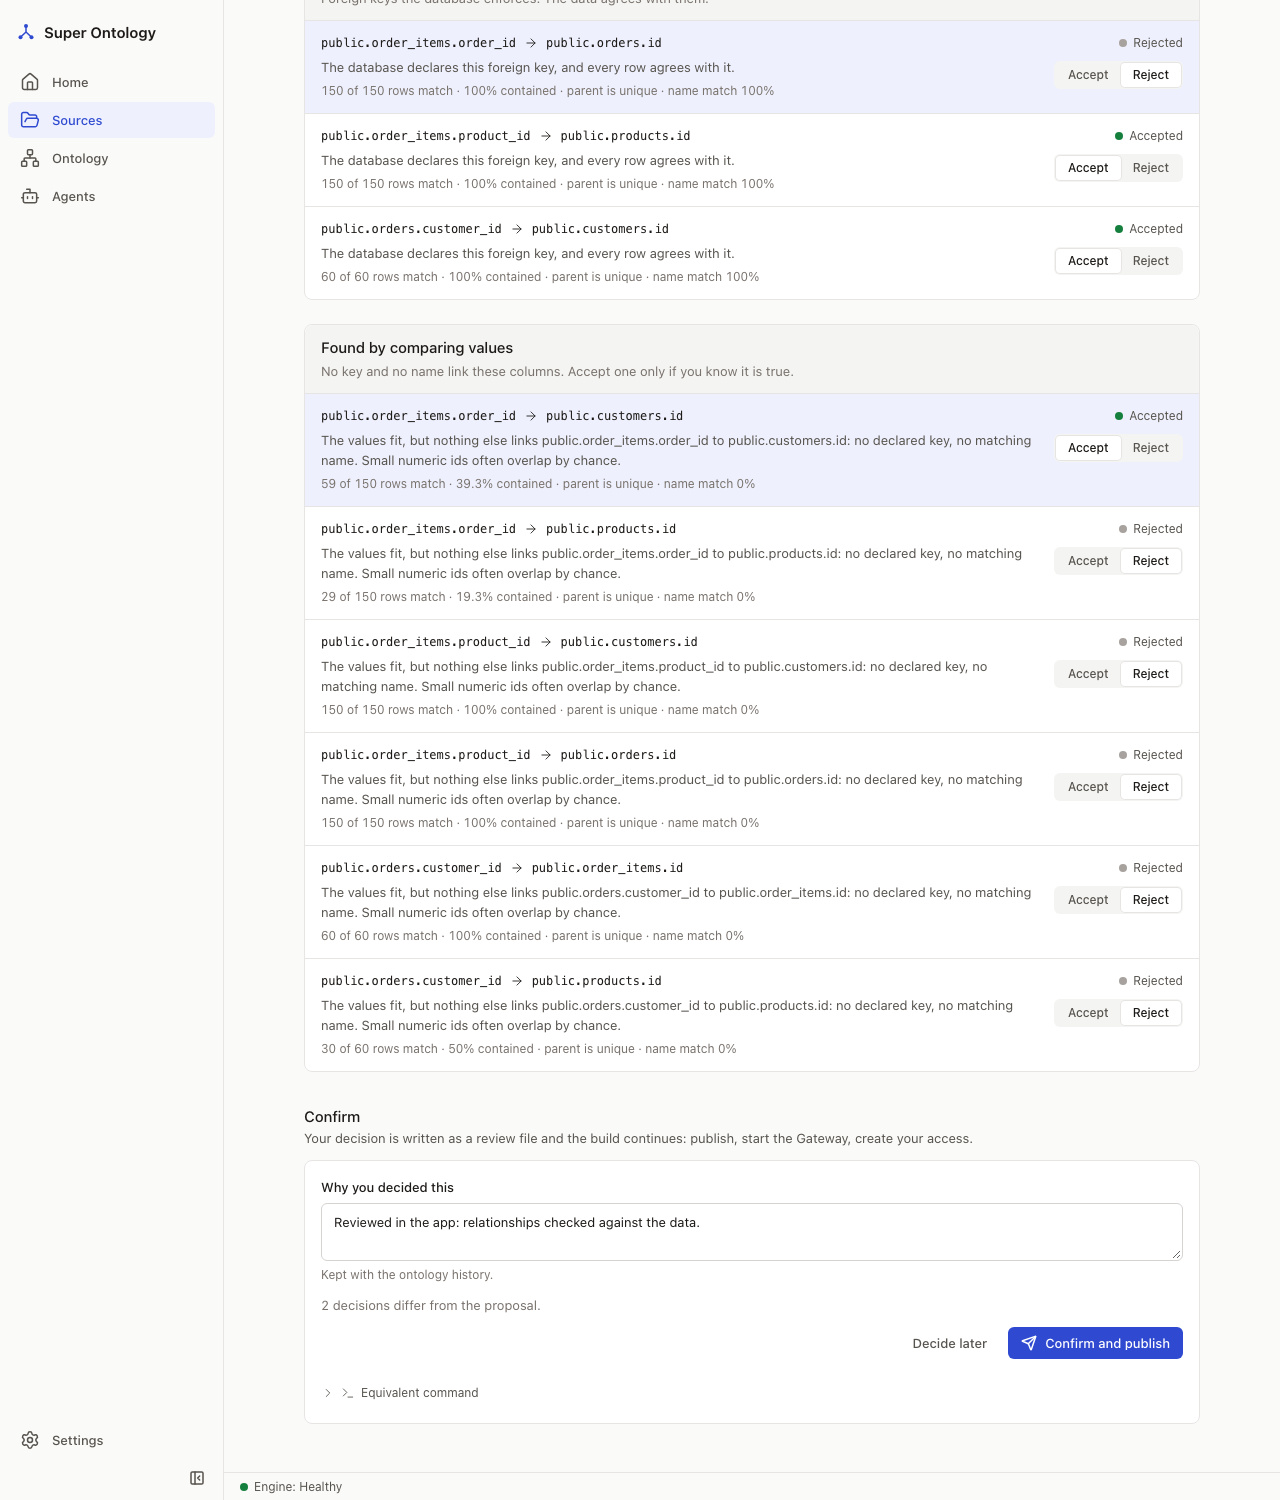 Super Ontology
Home
Sources
Ontology
Agents
Settings
Foreign keys the database enforces. The data agrees with them.
public.order_items.order_id → public.orders.id
Rejected
The database declares this foreign key, and every row agrees with it.
Accept Reject
150 of 150 rows match · 100% contained · parent is unique · name match 100%
public.order_items.product_id → public.products.id
Accepted
The database declares this foreign key, and every row agrees with it.
Accept Reject
150 of 150 rows match · 100% contained · parent is unique · name match 100%
public.orders.customer_id → public.customers.id
Accepted
The database declares this foreign key, and every row agrees with it.
Accept Reject
60 of 60 rows match · 100% contained · parent is unique · name match 100%
Found by comparing values
No key and no name link these columns. Accept one only if you know it is true.
public.order_items.order_id → public.customers.id
Accepted
The values fit, but nothing else links public.order_items.order_id to public.customers.id: no declared key, no matching
name. Small numeric ids often overlap by chance.
Accept Reject
59 of 150 rows match · 39.3% contained · parent is unique · name match 0%
public.order_items.order_id → public.products.id
Rejected
The values fit, but nothing else links public.order_items.order_id to public.products.id: no declared key, no matching
name. Small numeric ids often overlap by chance.
Accept Reject
29 of 150 rows match · 19.3% contained · parent is unique · name match 0%
public.order_items.product_id → public.customers.id
Rejected
The values fit, but nothing else links public.order_items.product_id to public.customers.id: no declared key, no
matching name. Small numeric ids often overlap by chance.
Accept Reject
150 of 150 rows match · 100% contained · parent is unique · name match 0%
public.order_items.product_id → public.orders.id
Rejected
The values fit, but nothing else links public.order_items.product_id to public.orders.id: no declared key, no matching
name. Small numeric ids often overlap by chance.
Accept Reject
150 of 150 rows match · 100% contained · parent is unique · name match 0%
public.orders.customer_id → public.order_items.id
Rejected
The values fit, but nothing else links public.orders.customer_id to public.order_items.id: no declared key, no matching
name. Small numeric ids often overlap by chance.
Accept Reject
60 of 60 rows match · 100% contained · parent is unique · name match 0%
public.orders.customer_id → public.products.id
Rejected
The values fit, but nothing else links public.orders.customer_id to public.products.id: no declared key, no matching
name. Small numeric ids often overlap by chance.
Accept Reject
30 of 60 rows match · 50% contained · parent is unique · name match 0%
Confirm
Your decision is written as a review file and the build continues: publish, start the Gateway, create your access.
Why you decided this
Reviewed in the app: relationships checked against the data.
Kept with the ontology history.
2 decisions differ from the proposal.
Decide later
Confirm and publish
Equivalent command
Engine: Healthy